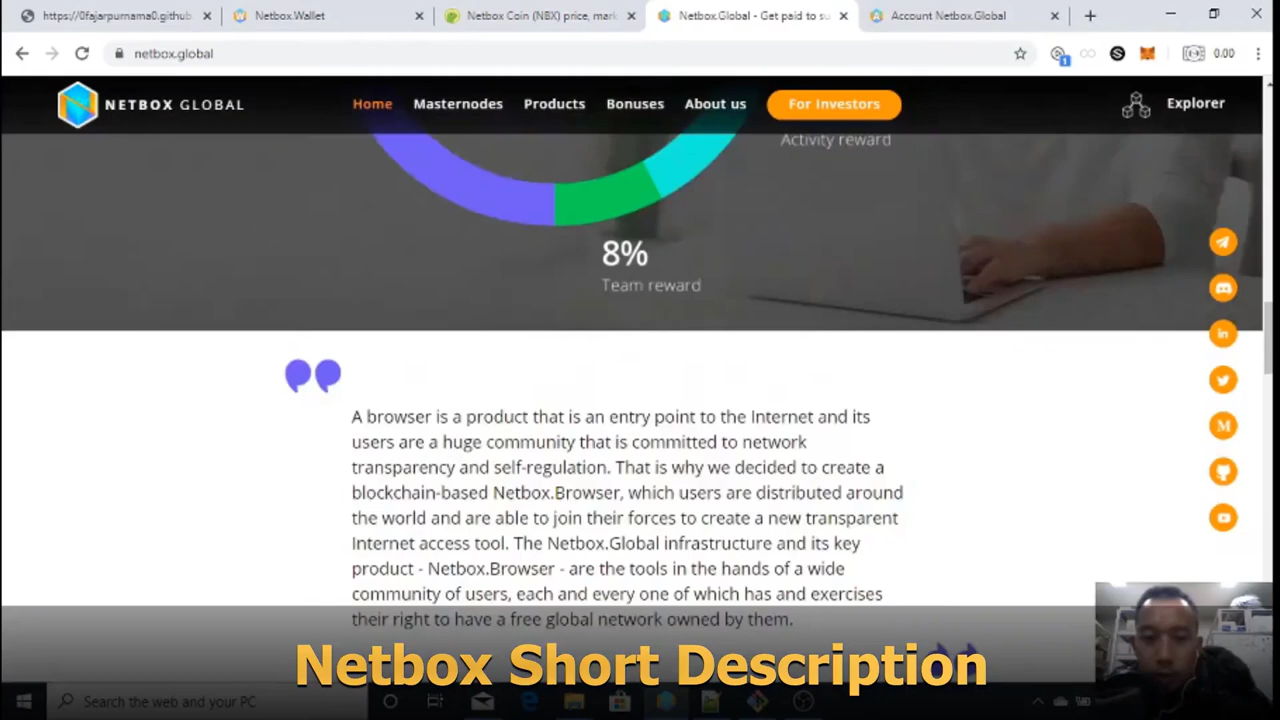 https://0fajarpurnama0.github
Netbox.Wallet
Netbox Coin (NBX) price, mark
Netbox.Global - Get paid to su
Account Netbox.Global
netbox.global
1
0.00
NETBOX GLOBAL
Home
Masternodes
Products
Bonuses
About us
For Investors
Explorer
Activity reward
8%
Team reward
A browser is a product that is an entry point to the Internet and its
users are a huge community that is committed to network
transparency and self-regulation. That is why we decided to create a
blockchain-based Netbox.Browser, which users are distributed around
the world and are able to join their forces to create a new transparent
Internet access tool. The Netbox.Global infrastructure and its key
product - Netbox.Browser - are the tools in the hands of a wide
community of users, each and every one of which has and exercises
their right to have a free global network owned by them.
Netbox Short Description
Search the web and your PC